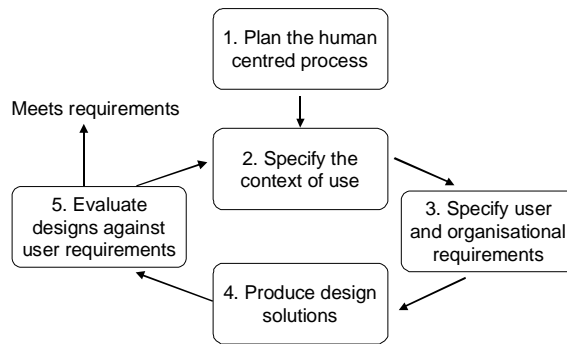 1. Plan the human
centred process
Meets requirements
2. Specify the
context of use
3. Specify user
and organisational
requirements
4. Produce design
solutions
5. Evaluate
designs against
user requirements